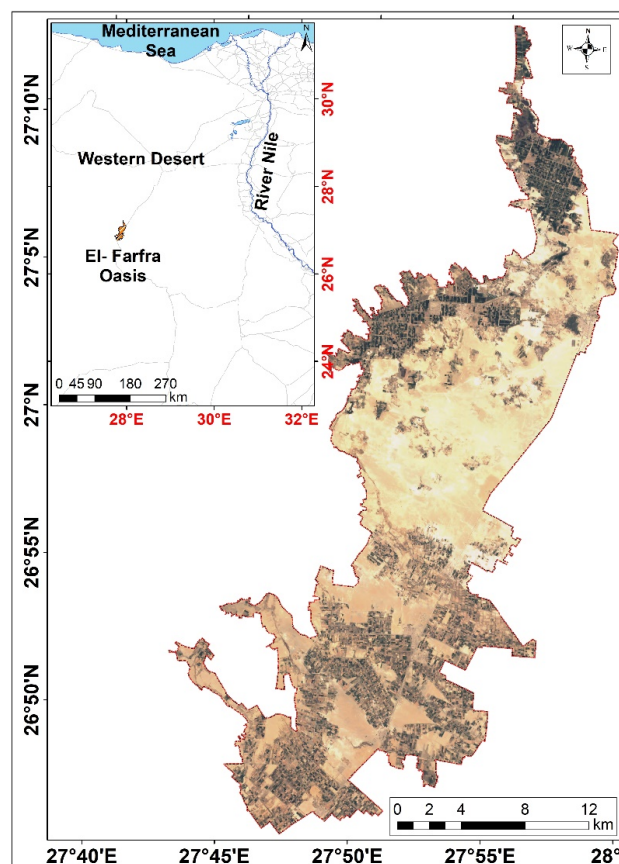 Mediterranean
Sea
N
Western Desert
River Nile
El- Farfra
Oasis
0 45 90 180 270
km
28°E
30°E
32°E
30°N
28°N
26°N
24°N
N
W
E
S
27°10'N
27°5'N
27°N
26°55'N
26°50'N
0 1 2 4 8 12
km
27°40'E
27°45'E
27°50'E
27°55'E
28°